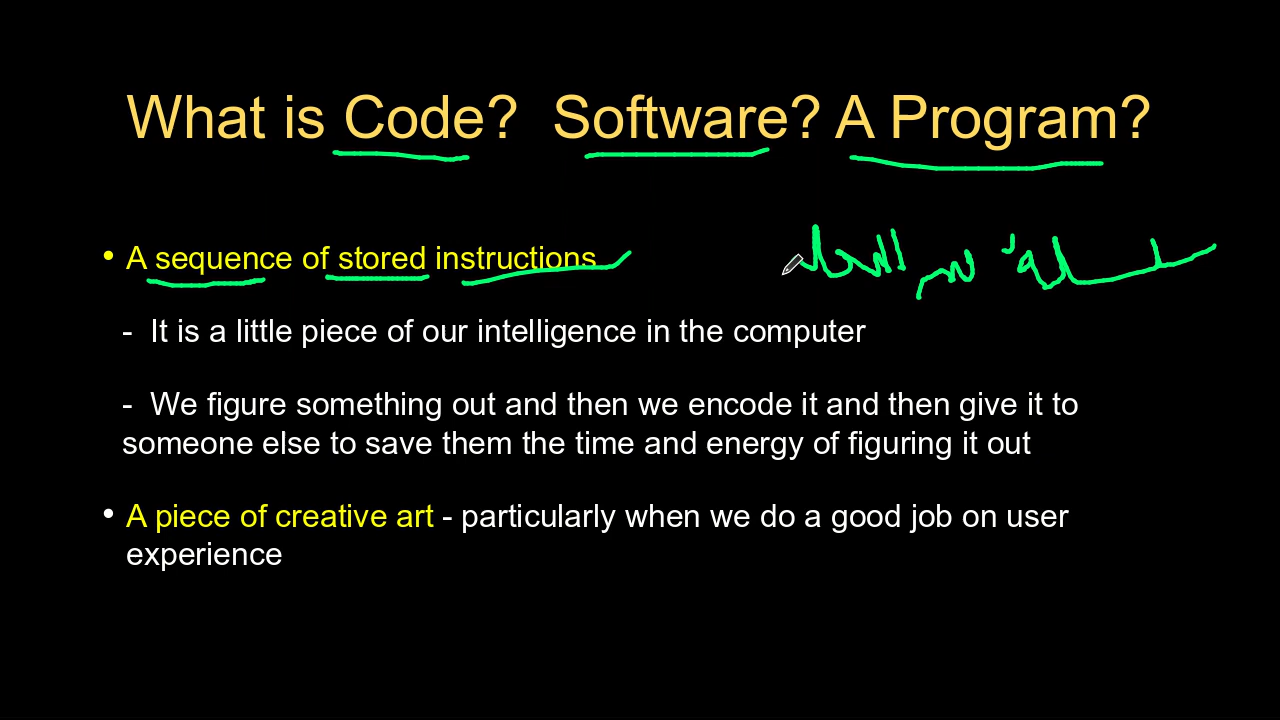 What is Code? Software? A Program?
• A sequence of stored instructions
سلسلة من
- It is a little piece of our intelligence in the computer
- We figure something out and then we encode it and then give it to
someone else to save them the time and energy of figuring it out
• A piece of creative art - particularly when we do a good job on user
experience